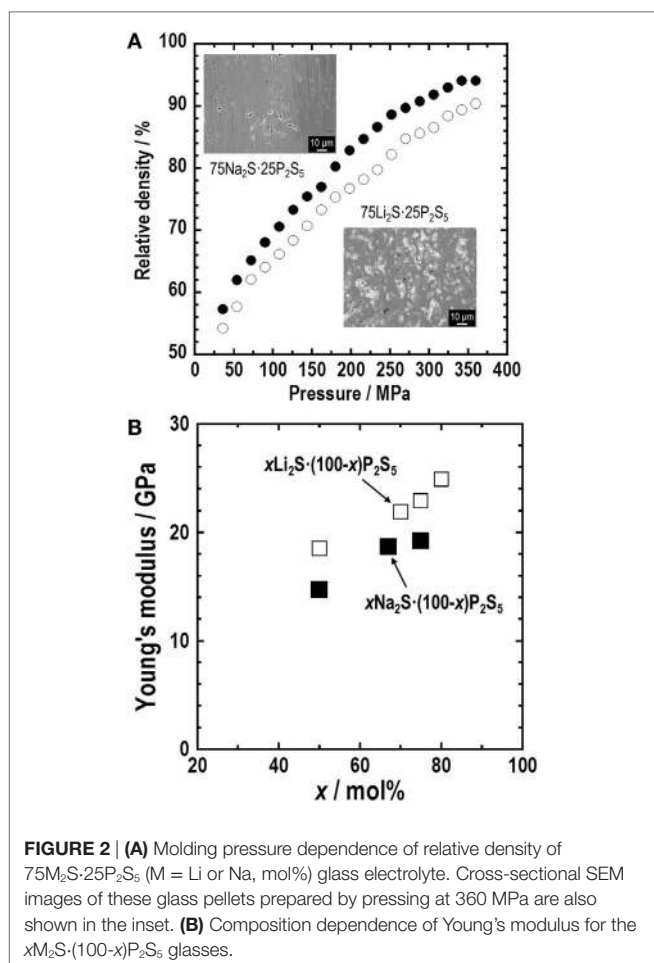 A
Relative density / %
100
90
80
70
60
50
10 μm
75Na₂S·25P₂S₅
75Li₂S·25P₂S₅
10 μm
0 50 100 150 200 250 300 350 400
Pressure / MPa
B
Young's modulus / GPa
30
20
10
0
xLi₂S·(100-x)P₂S₅
xNa₂S·(100-x)P₂S₅
20 40 60 80 100
x / mol%
FIGURE 2 | (A) Molding pressure dependence of relative density of
75M₂S·25P₂S₅ (M = Li or Na, mol%) glass electrolyte. Cross-sectional SEM
images of these glass pellets prepared by pressing at 360 MPa are also
shown in the inset. (B) Composition dependence of Young's modulus for the
xM₂S·(100-x)P₂S₅ glasses.